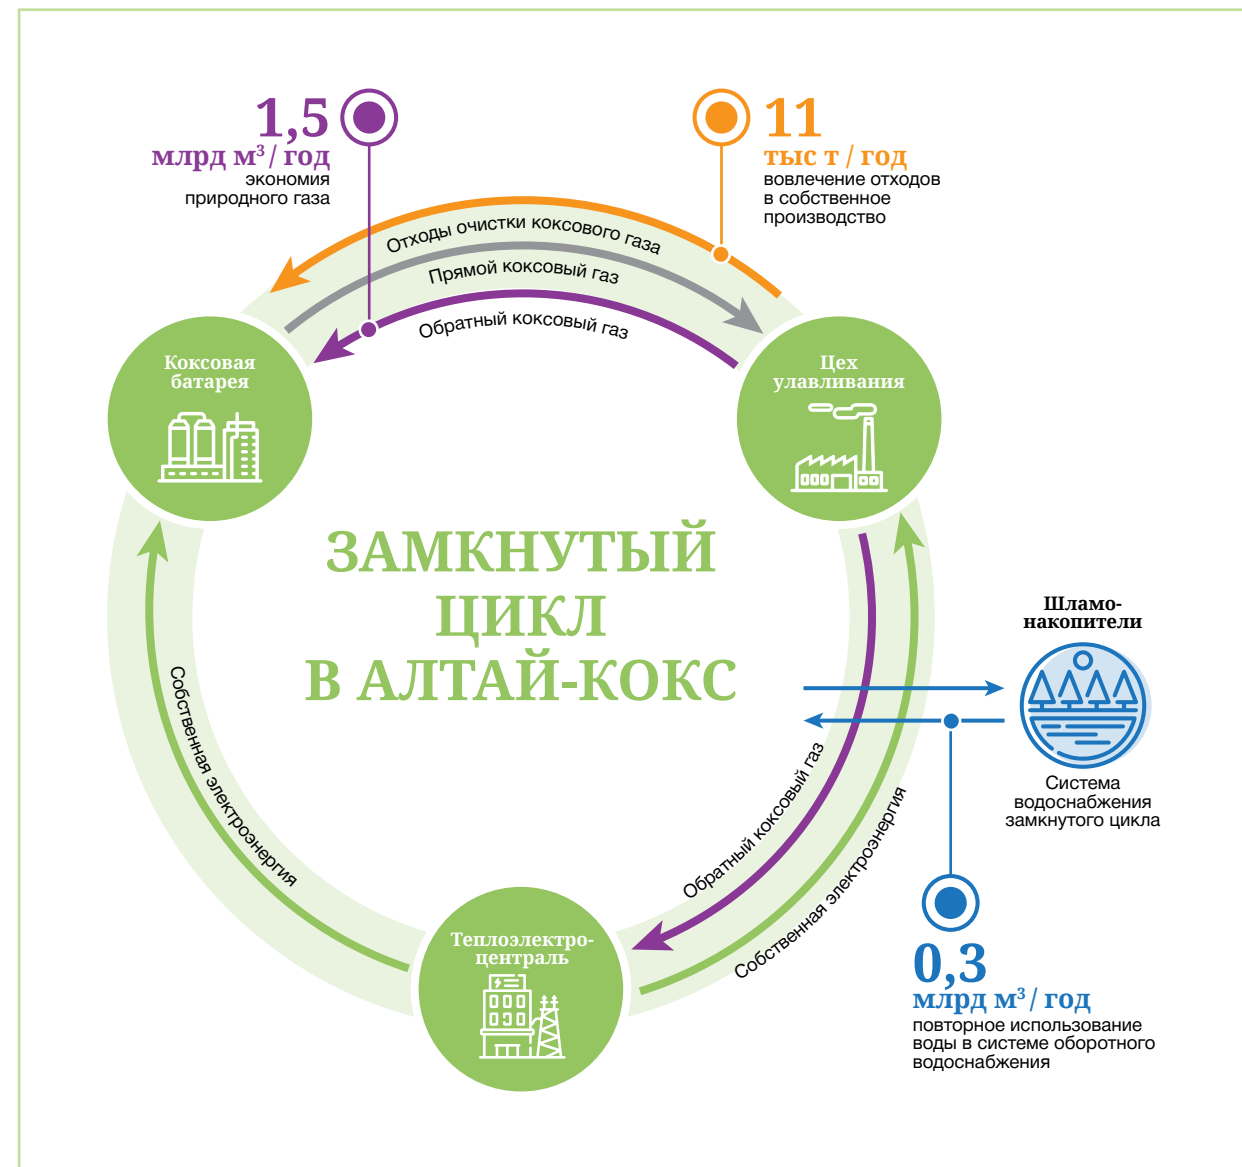 1,5
млрд м³ / год
экономия
природного газа
11
тыс т / год
вовлечение отходов
в собственное
производство
Отходы очистки коксового газа
Прямой коксовый газ
Обратный коксовый газ
Коксовая
батарея
Цех
улавливания
ЗАМКНУТЫЙ
ЦИКЛ
В АЛТАЙ-КОКС
Шламо-
накопители
Система
водоснабжения
замкнутого цикла
Собственная электроэнергия
Обратный коксовый газ
Собственная электроэнергия
Теплоэлектро-
централь
0,3
млрд м³ / год
повторное использование
воды в системе оборотного
водоснабжения